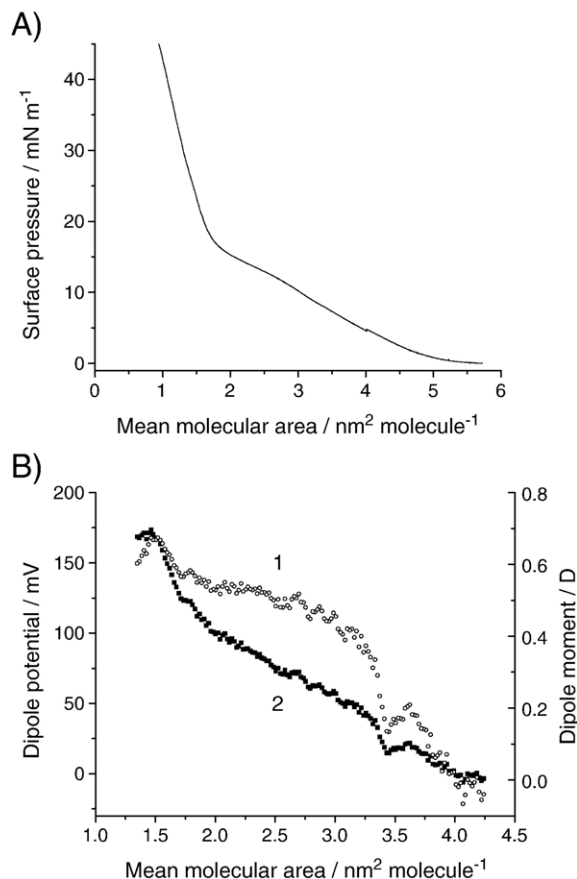 A)
40
30
20
10
0
Surface pressure / mN m⁻¹
0 1 2 3 4 5 6
Mean molecular area / nm² molecule⁻¹
B)
200
150
100
50
0
Dipole potential / mV
0.8
0.6
0.4
0.2
0.0
Dipole moment / D
1
2
1.0 1.5 2.0 2.5 3.0 3.5 4.0 4.5
Mean molecular area / nm² molecule⁻¹